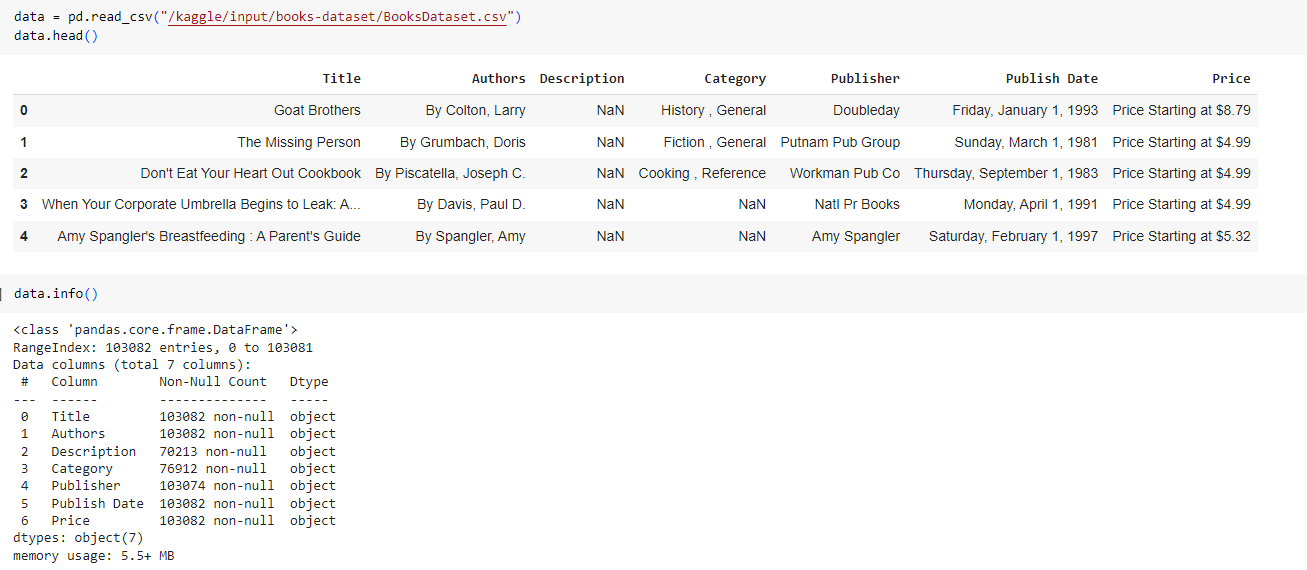 data = pd.read_csv("/kaggle/input/books-dataset/BooksDataset.csv")
data.head()
Title Authors Description Category Publisher Publish Date Price
0 Goat Brothers By Colton, Larry NaN History , General Doubleday Friday, January 1, 1993 Price Starting at $8.79
1 The Missing Person By Grumbach, Doris NaN Fiction , General Putnam Pub Group Sunday, March 1, 1981 Price Starting at $4.99
2 Don't Eat Your Heart Out Cookbook By Piscatella, Joseph C. NaN Cooking , Reference Workman Pub Co Thursday, September 1, 1983 Price Starting at $4.99
3 When Your Corporate Umbrella Begins to Leak: A... By Davis, Paul D. NaN NaN Natl Pr Books Monday, April 1, 1991 Price Starting at $4.99
4 Amy Spangler's Breastfeeding : A Parent's Guide By Spangler, Amy NaN NaN Amy Spangler Saturday, February 1, 1997 Price Starting at $5.32
data.info()
<class 'pandas.core.frame.DataFrame'>
RangeIndex: 103082 entries, 0 to 103081
Data columns (total 7 columns):
# Column Non-Null Count Dtype
--- ------ -------------- -----
0 Title 103082 non-null object
1 Authors 103082 non-null object
2 Description 70213 non-null object
3 Category 76912 non-null object
4 Publisher 103074 non-null object
5 Publish Date 103082 non-null object
6 Price 103082 non-null object
dtypes: object(7)
memory usage: 5.5+ MB